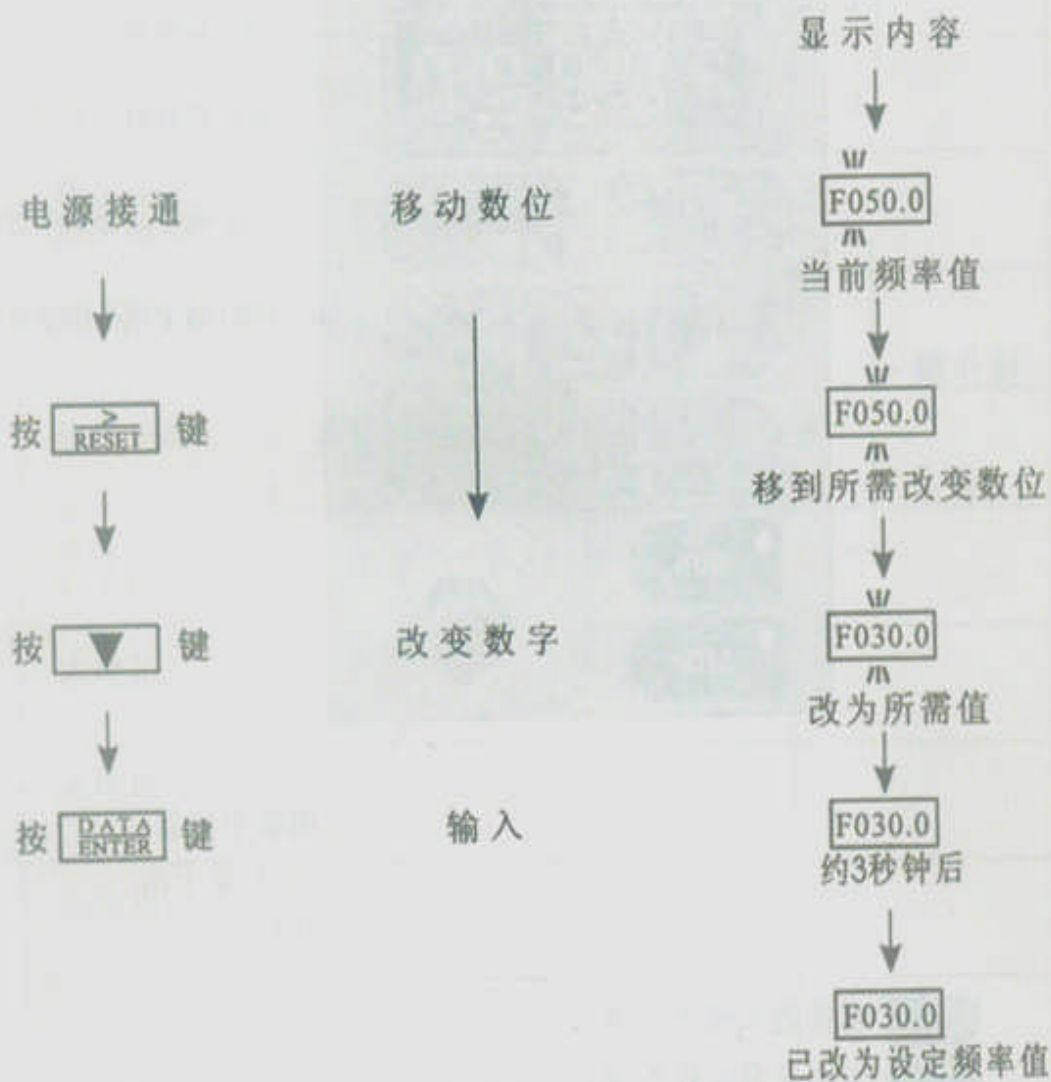 显示内容
电源接通 移动数位 F050.0
当前频率值
按 >/RESET 键 F050.0
移到所需改变数位
按 ▼ 键 改变数字 F030.0
改为所需值
按 DATA/ENTER 键 输入 F030.0
约3秒钟后
F030.0
已改为设定频率值